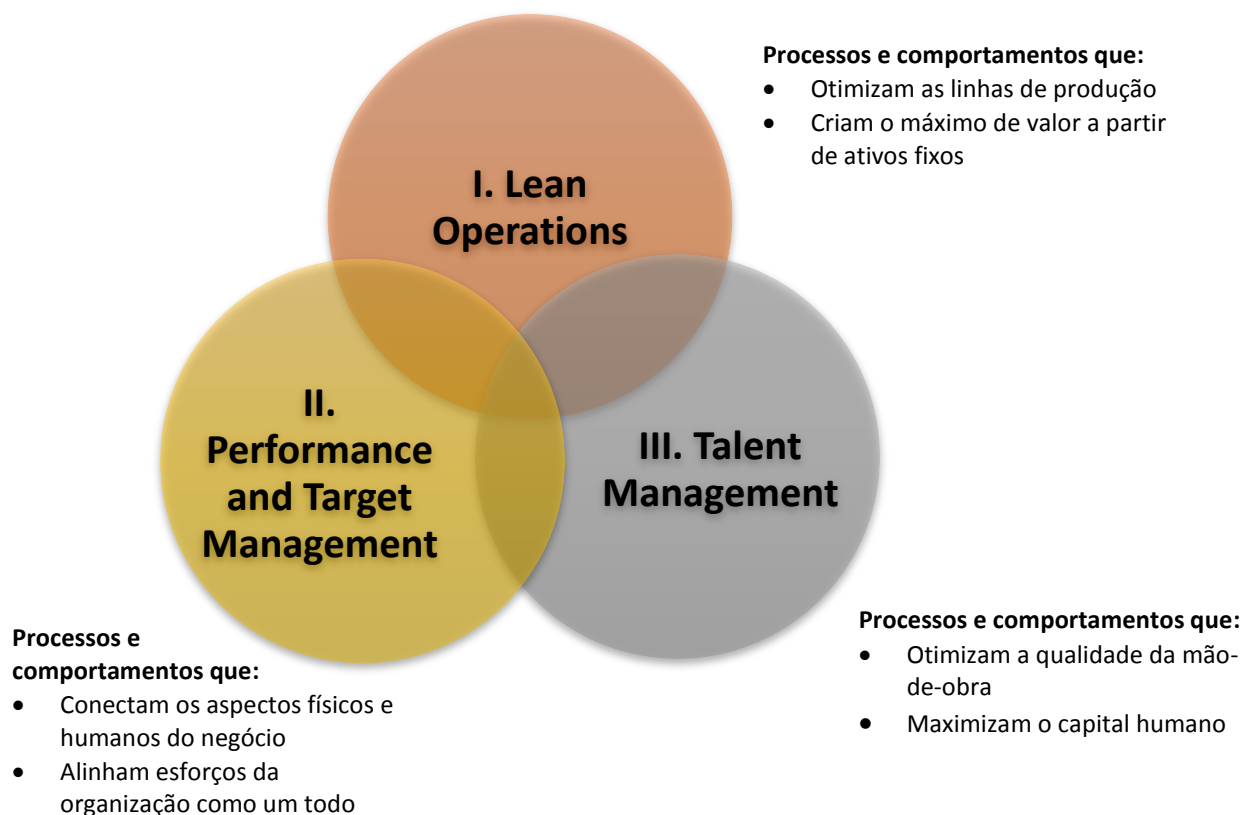 Processos e comportamentos que:
• Otimizam as linhas de produção
• Criam o máximo de valor a partir
de ativos fixos
I. Lean
Operations
II.
Performance
and Target
Management
III. Talent
Management
Processos e
comportamentos que:
• Conectam os aspectos físicos e
humanos do negócio
• Alinham esforços da
organização como um todo
Processos e comportamentos que:
• Otimizam a qualidade da mão-
de-obra
• Maximizam o capital humano